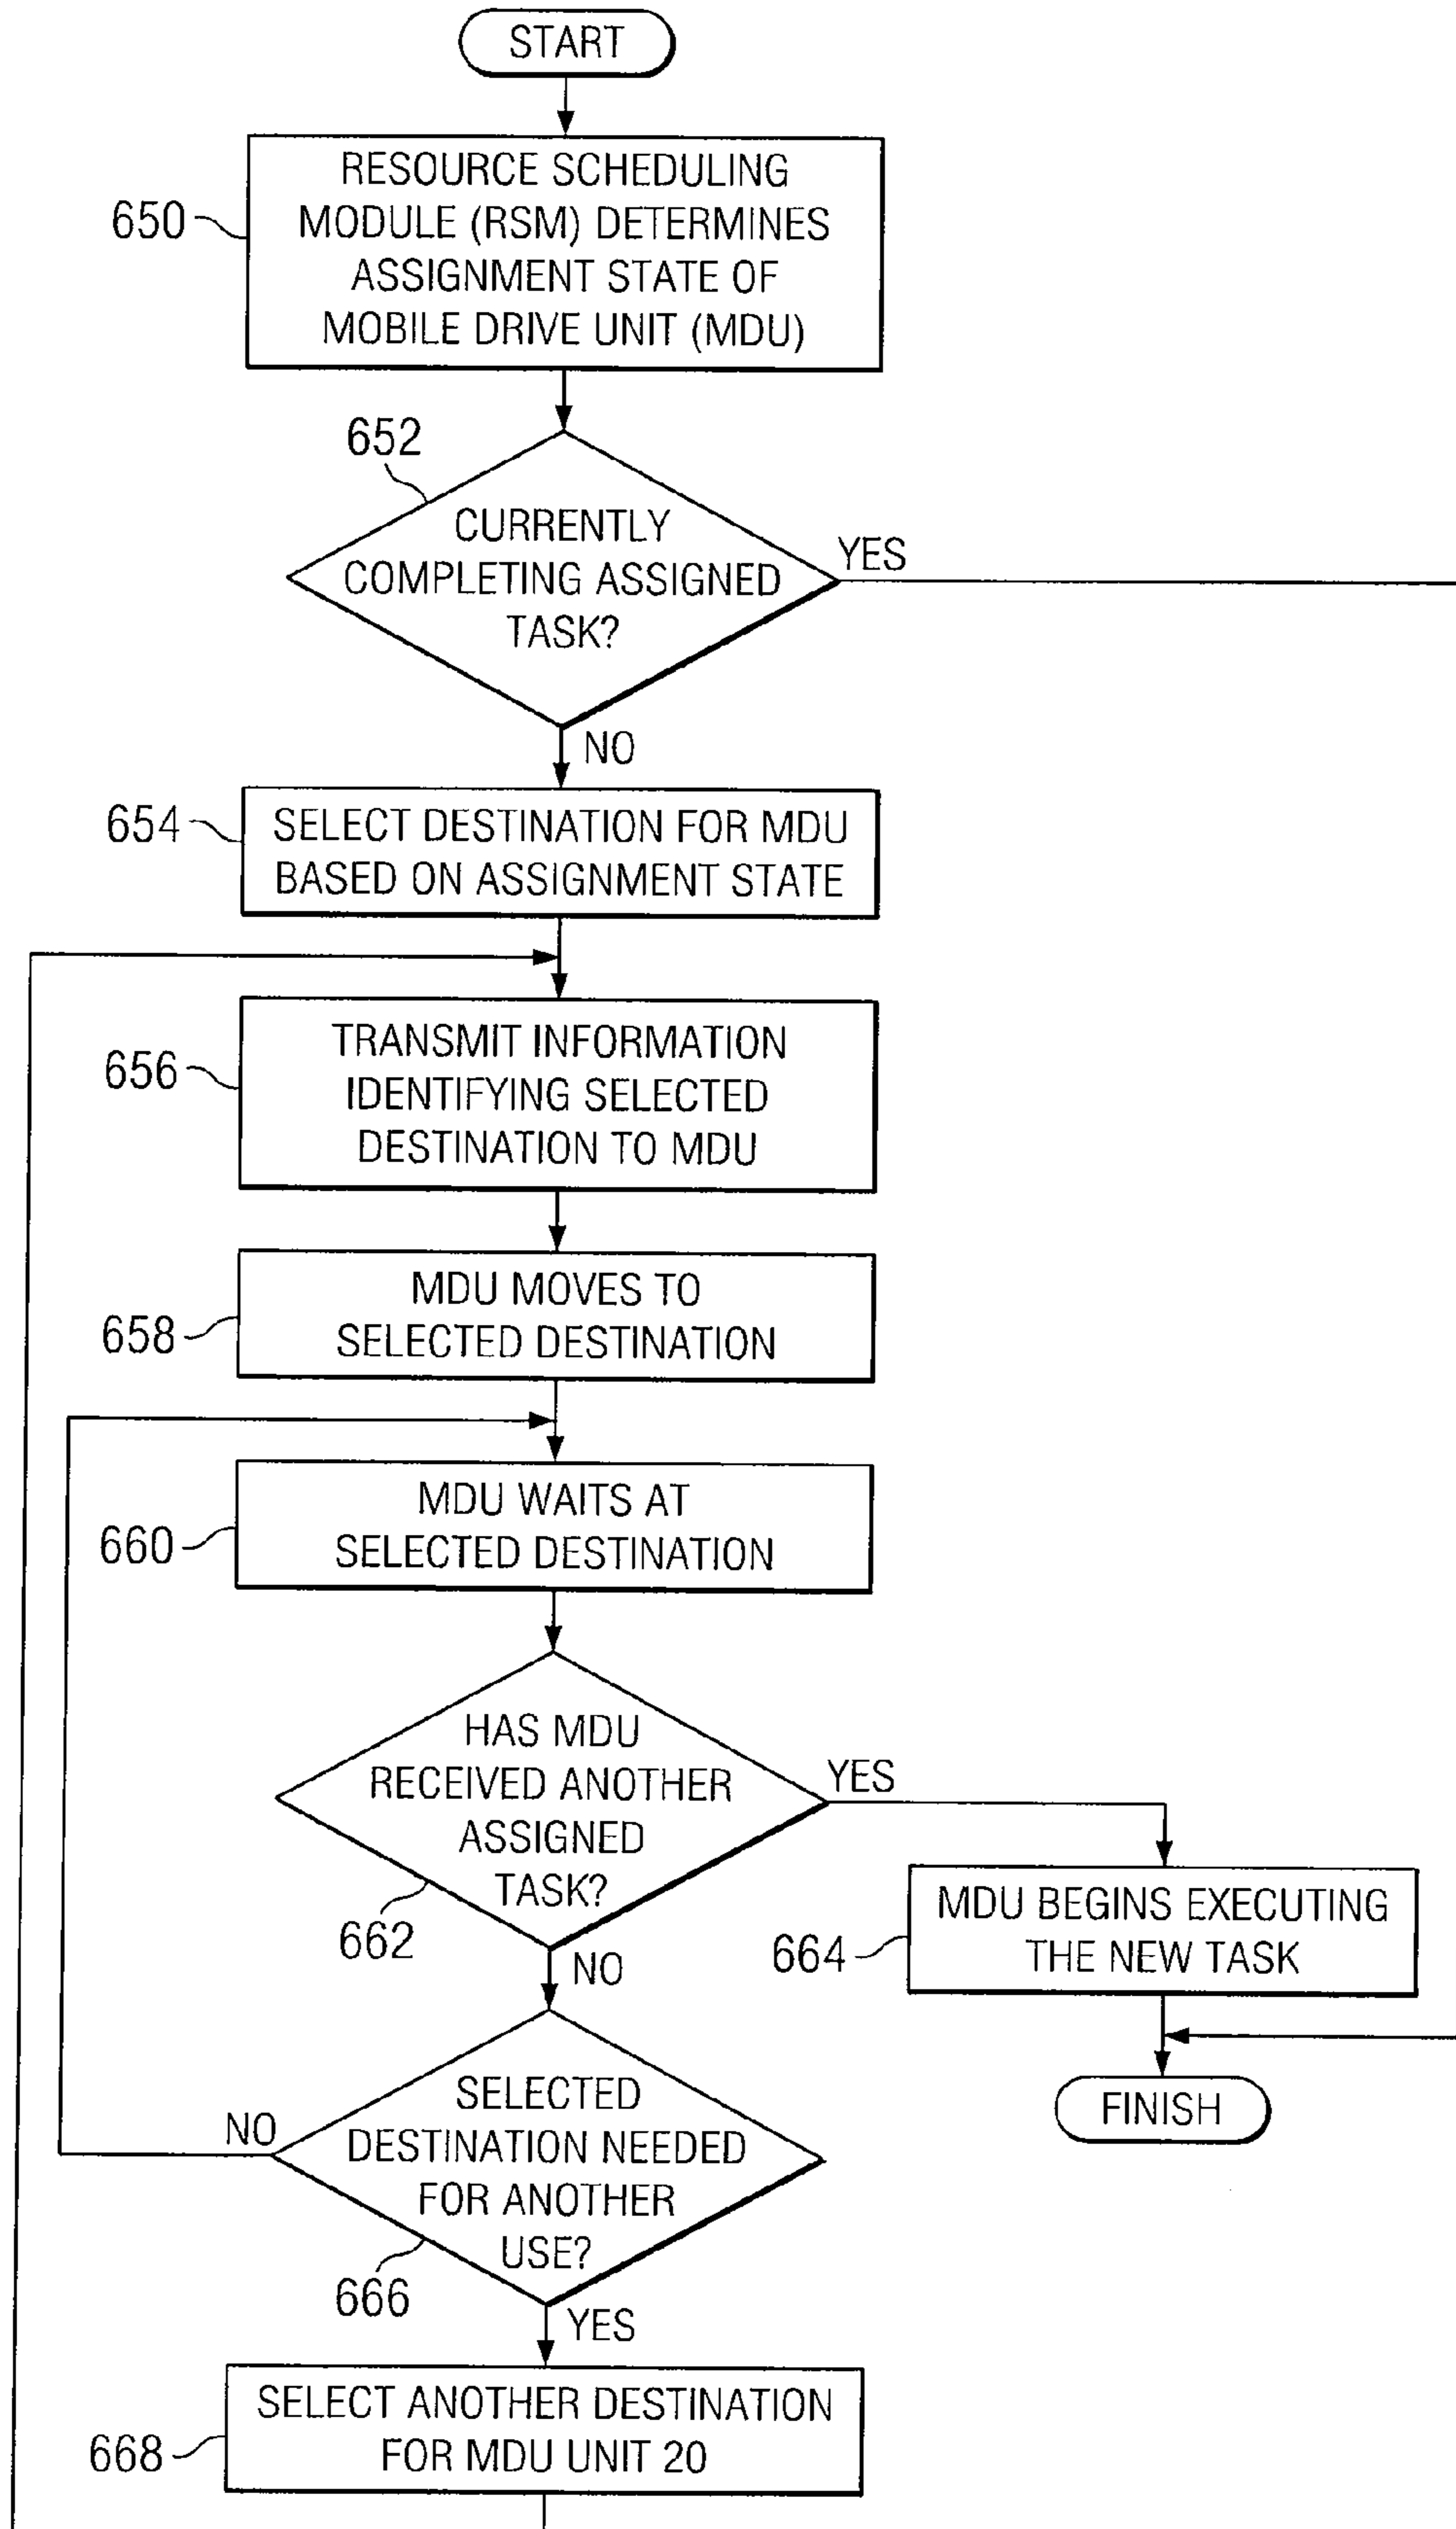 START
650
RESOURCE SCHEDULING
MODULE (RSM) DETERMINES
ASSIGNMENT STATE OF
MOBILE DRIVE UNIT (MDU)
652
CURRENTLY
COMPLETING ASSIGNED
TASK?
YES
NO
654
SELECT DESTINATION FOR MDU
BASED ON ASSIGNMENT STATE
656
TRANSMIT INFORMATION
IDENTIFYING SELECTED
DESTINATION TO MDU
658
MDU MOVES TO
SELECTED DESTINATION
660
MDU WAITS AT
SELECTED DESTINATION
HAS MDU
RECEIVED ANOTHER
ASSIGNED
TASK?
662
YES
NO
664
MDU BEGINS EXECUTING
THE NEW TASK
FINISH
SELECTED
DESTINATION NEEDED
FOR ANOTHER
USE?
666
NO
YES
668
SELECT ANOTHER DESTINATION
FOR MDU UNIT 20